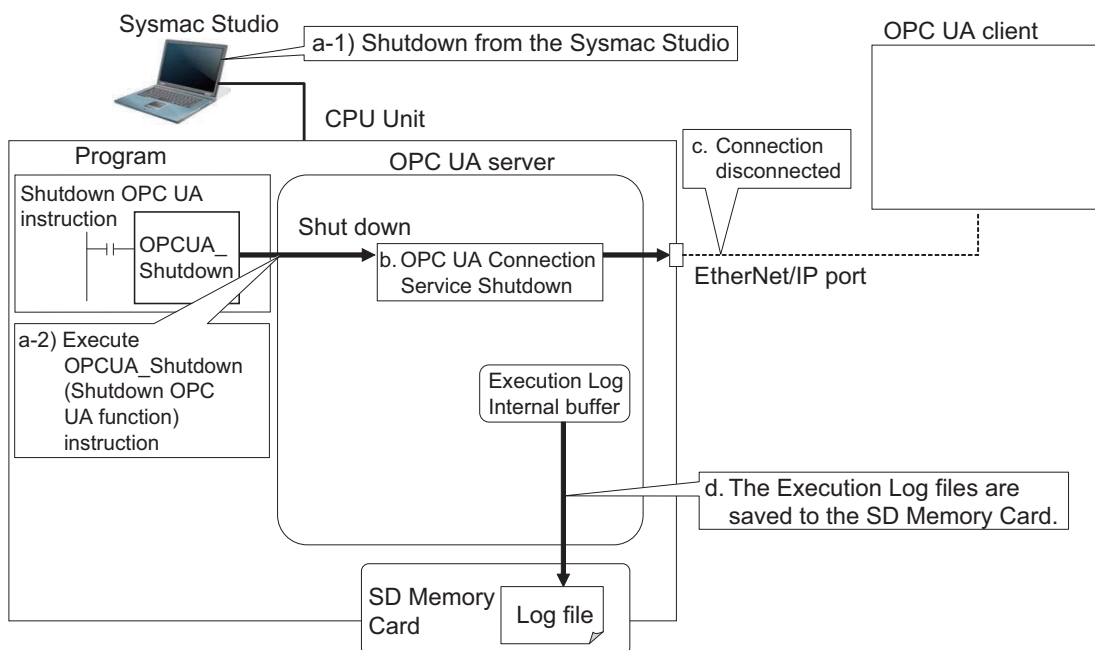 Sysmac Studio
a-1) Shutdown from the Sysmac Studio
OPC UA client
CPU Unit
Program
OPC UA server
c. Connection
disconnected
Shutdown OPC UA
instruction
OPCUA_
Shutdown
Shut down
b. OPC UA Connection
Service Shutdown
EtherNet/IP port
a-2) Execute
OPCUA_Shutdown
(Shutdown OPC
UA function)
instruction
Execution Log
Internal buffer
d. The Execution Log files are
saved to the SD Memory Card.
SD Memory
Card
Log file